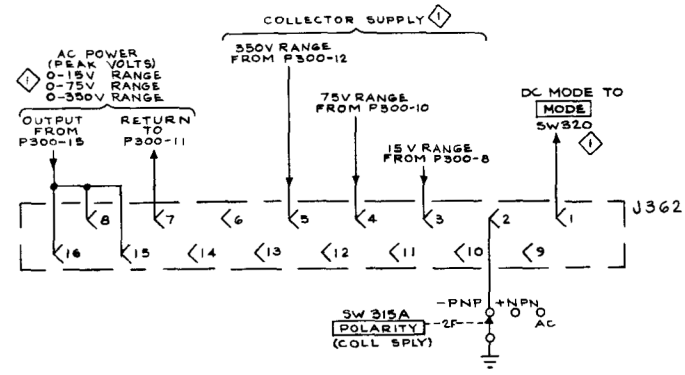 COLLECTOR SUPPLY 1
350V RANGE
FROM P300-12
AC POWER
(PEAK VOLTS)
1 0-15V RANGE
0-75V RANGE
0-350V RANGE
75V RANGE
FROM P300-10
DC MODE TO
MODE
SW320
1
OUTPUT
FROM
P300-15
RETURN
TO
P300-11
15 V RANGE
FROM P300-8
J362
8 7 6 5 4 3 2 1
16 15 14 13 12 11 10 9
-PNP +NPN
AC
SW 315A
POLARITY -2F-
(COLL SPLY)